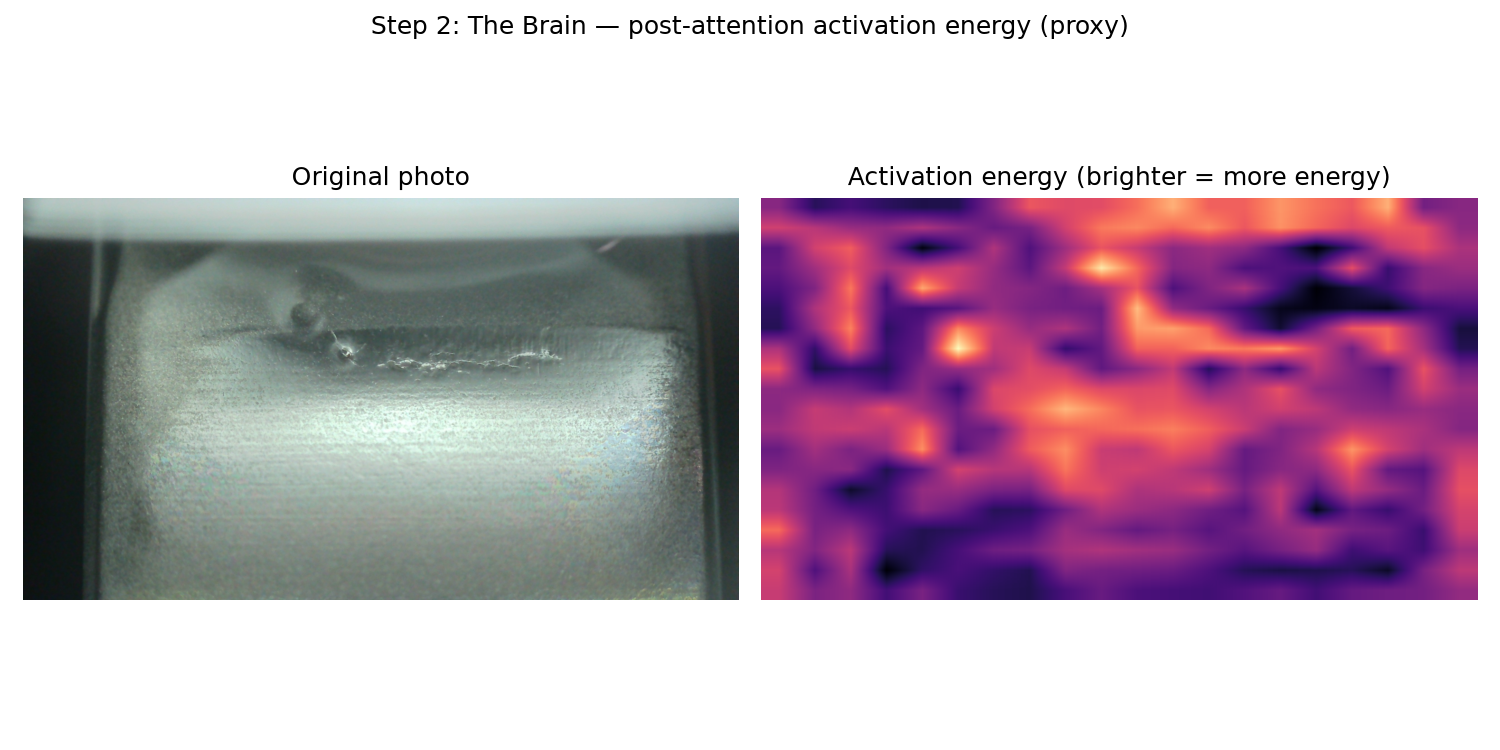 Step 2: The Brain — post-attention activation energy (proxy)
Original photo
Activation energy (brighter = more energy)